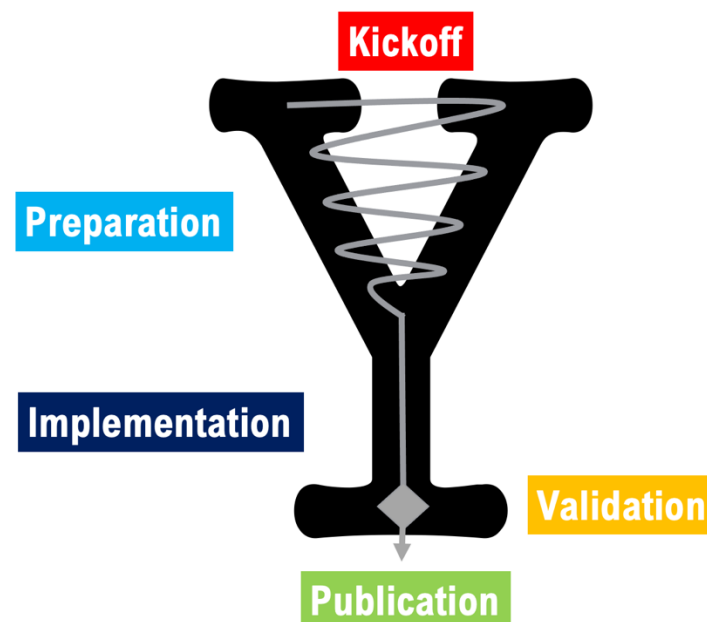 Kickoff
Preparation
Implementation
Validation
Publication